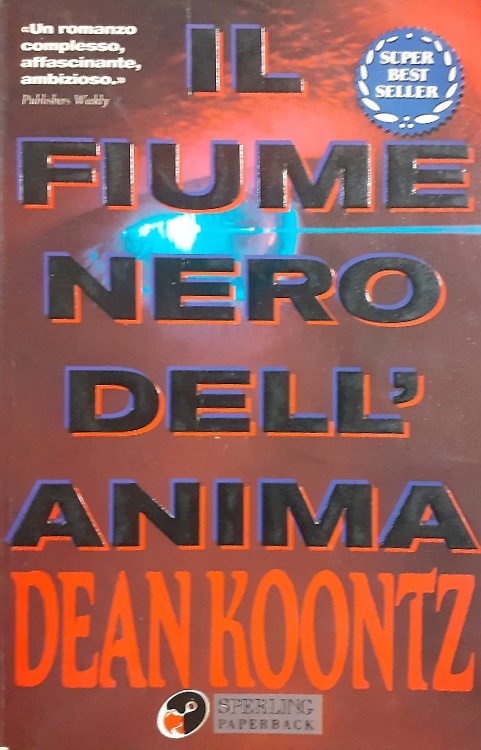 «Un romanzo
complesso,
affascinante,
ambizioso.»
Publishers Weekly
SUPER
BEST
SELLER
IL
FIUME
NERO
DELL'
ANIMA
DEAN KOONTZ
SPERLING
PAPERBACK